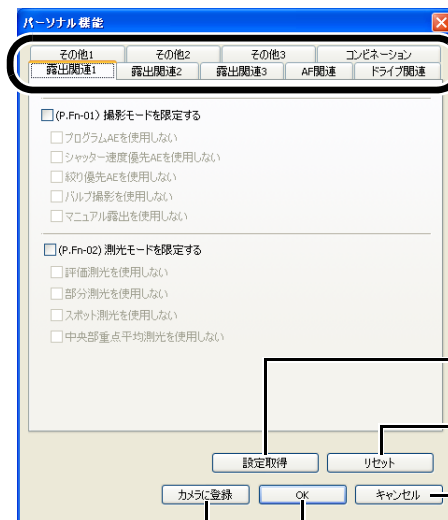 パーソナル機能
その他1 その他2 その他3 コンビネーション
露出関連1 露出関連2 露出関連3 AF関連 ドライブ関連
(P.Fn-01) 撮影モードを限定する
プログラムAEを使用しない
シャッター速度優先AEを使用しない
絞り優先AEを使用しない
バルブ撮影を使用しない
マニュアル露出を使用しない
(P.Fn-02) 測光モードを限定する
評価測光を使用しない
部分測光を使用しない
スポット測光を使用しない
中央部重点平均測光を使用しない
設定取得 リセット
カメラに登録 OK キャンセル